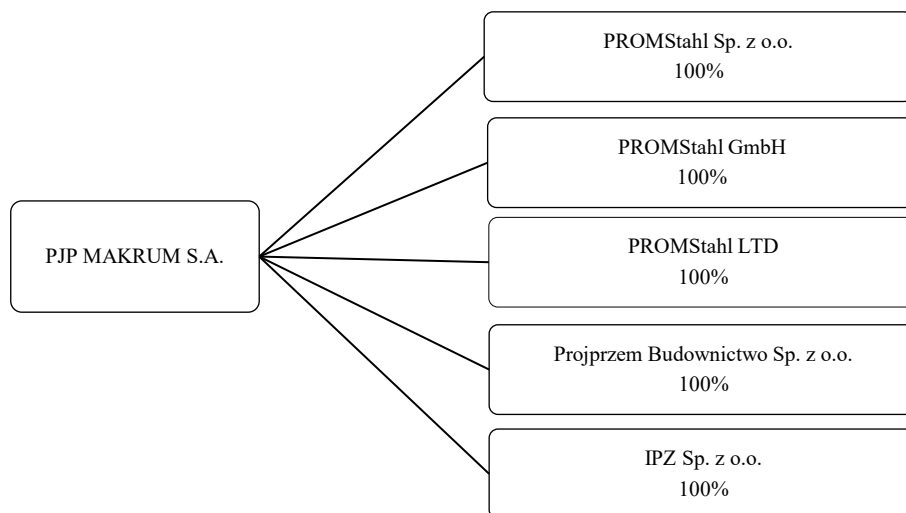 PROMStahl Sp. z o.o.
100%
PROMStahl GmbH
100%
PJP MAKRUM S.A.
PROMStahl LTD
100%
Projprzem Budownictwo Sp. z o.o.
100%
IPZ Sp. z o.o.
100%